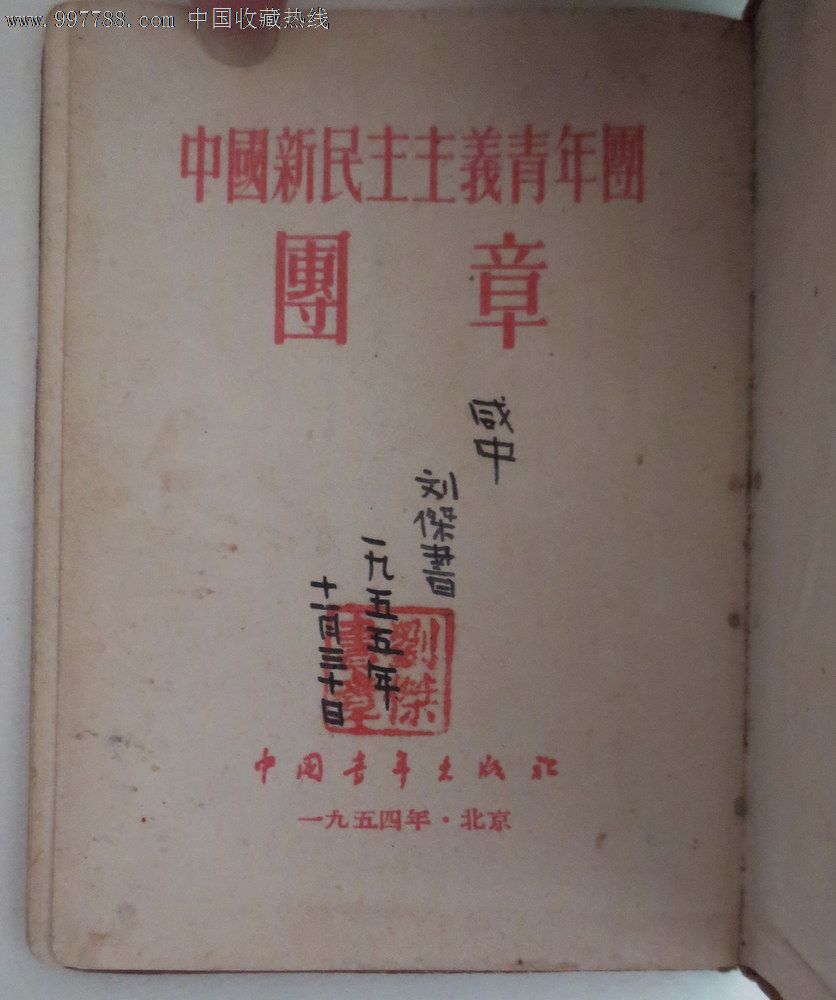 www.997788.com 中国收藏热线
中國新民主主義青年團
團章
咸中
刘傑書
一九五五年
十一月三十日
劉傑
中国青年出版社
一九五四年·北京